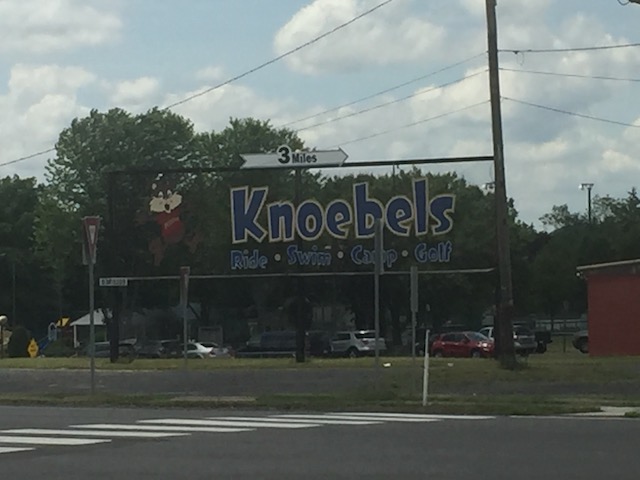 3 Miles
Knoebels
Ride • Swim • Camp • Golf